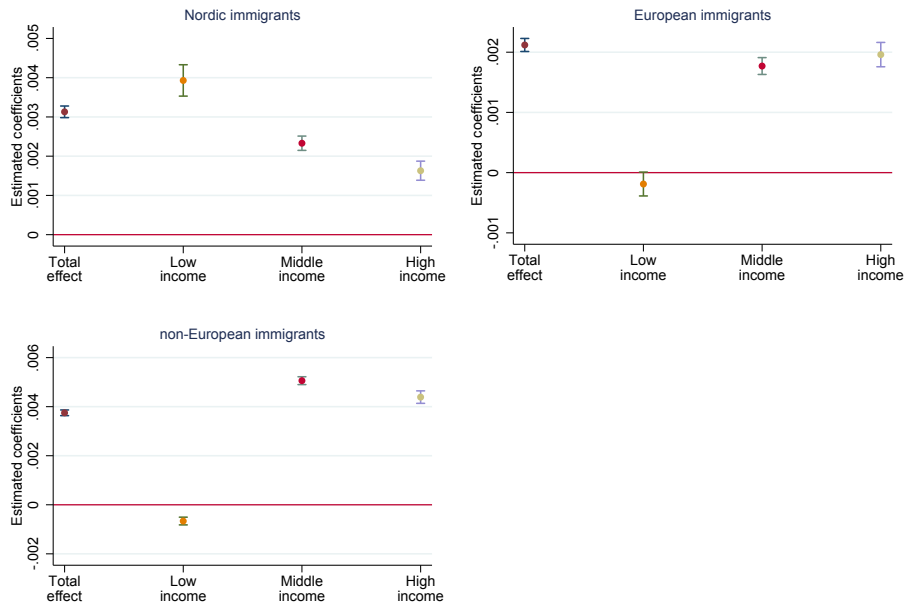 Nordic immigrants
Estimated coefficients
.005
.004
.003
.002
.001
0
Total effect
Low income
Middle income
High income
European immigrants
Estimated coefficients
.002
.001
0
-.001
Total effect
Low income
Middle income
High income
non-European immigrants
Estimated coefficients
.006
.004
.002
0
-.002
Total effect
Low income
Middle income
High income